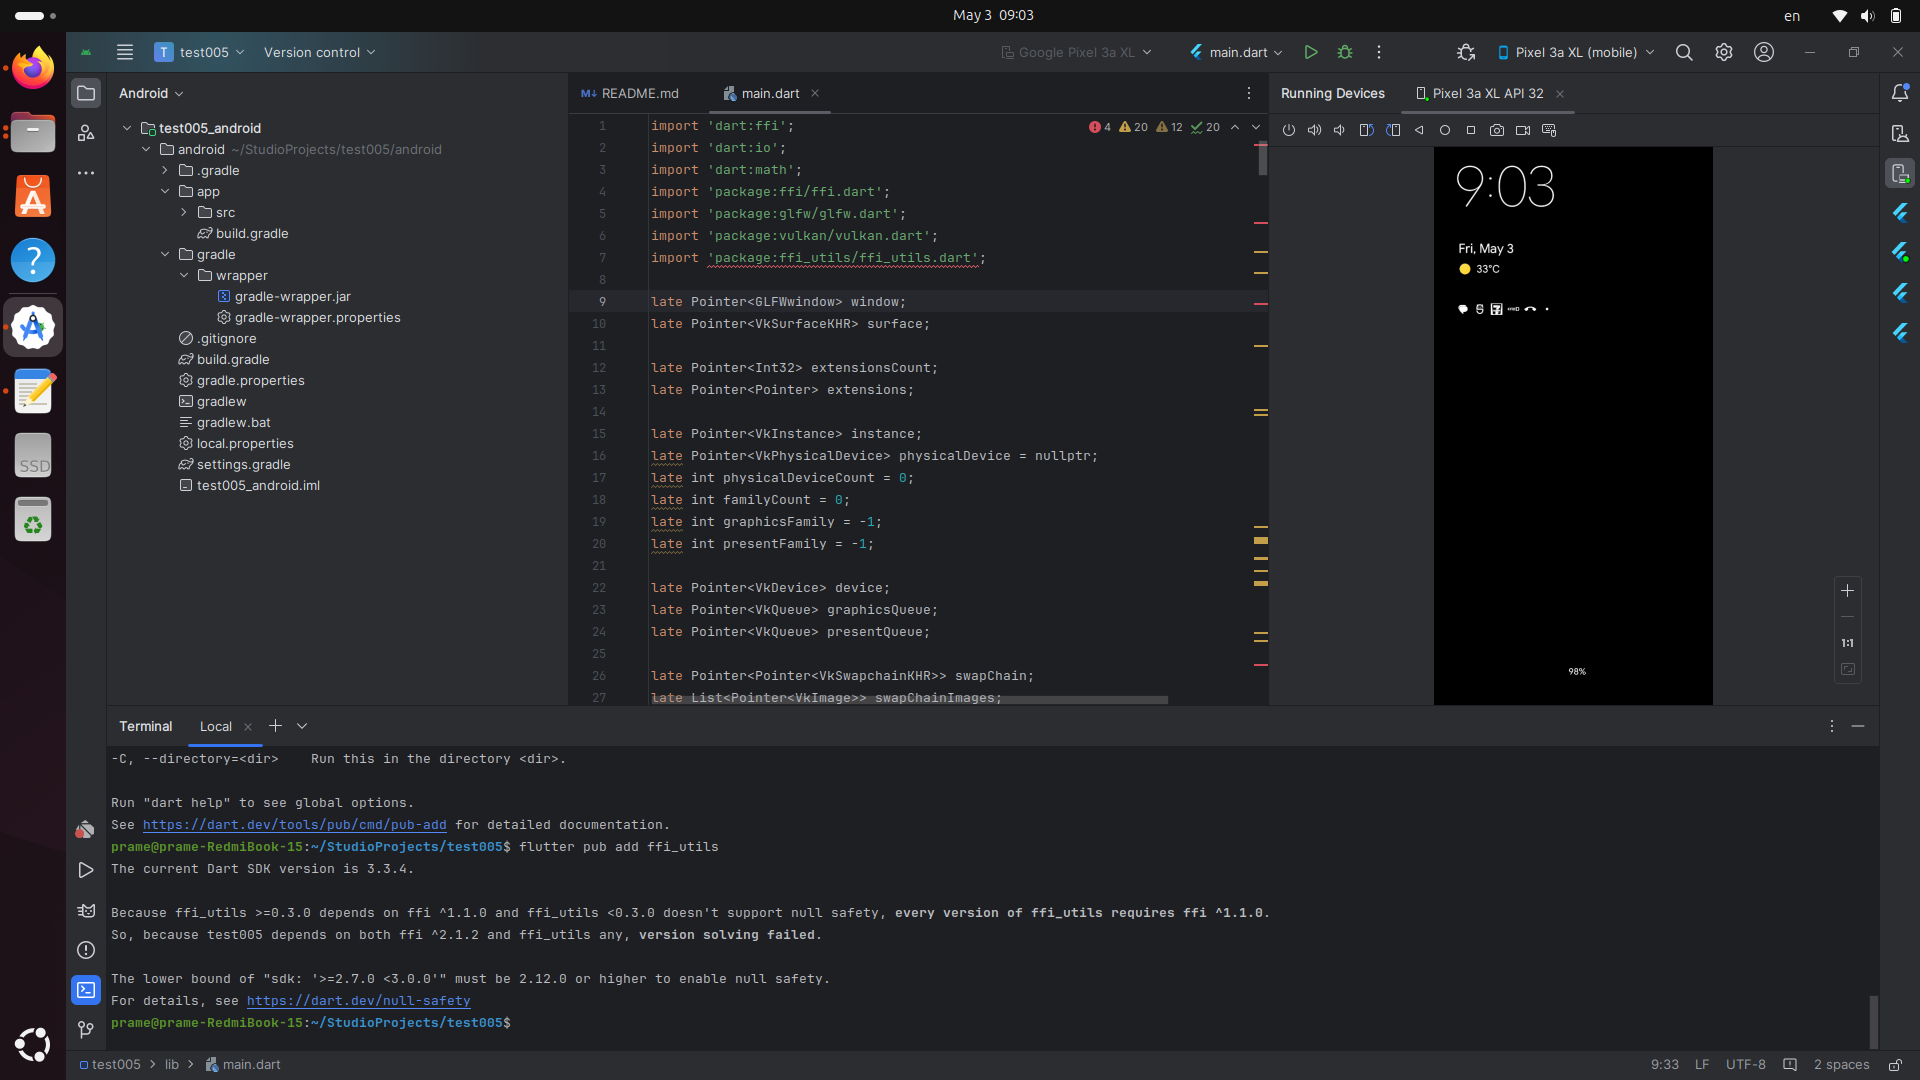 May 3 09:03
en
T test005
Version control
Google Pixel 3a XL
main.dart
Pixel 3a XL (mobile)
Android
README.md
main.dart
Running Devices
Pixel 3a XL API 32
test005_android
android ~/StudioProjects/test005/android
.gradle
app
src
build.gradle
gradle
wrapper
gradle-wrapper.jar
gradle-wrapper.properties
.gitignore
build.gradle
gradle.properties
gradlew
gradlew.bat
local.properties
settings.gradle
test005_android.iml
SSD
4 20 12 20
1 import 'dart:ffi';
2 import 'dart:io';
3 import 'dart:math';
4 import 'package:ffi/ffi.dart';
5 import 'package:glfw/glfw.dart';
6 import 'package:vulkan/vulkan.dart';
7 import 'package:ffi_utils/ffi_utils.dart';
8
9 late Pointer<GLFWwindow> window;
10 late Pointer<VkSurfaceKHR> surface;
11
12 late Pointer<Int32> extensionsCount;
13 late Pointer<Pointer> extensions;
14
15 late Pointer<VkInstance> instance;
16 late Pointer<VkPhysicalDevice> physicalDevice = nullptr;
17 late int physicalDeviceCount = 0;
18 late int familyCount = 0;
19 late int graphicsFamily = -1;
20 late int presentFamily = -1;
21
22 late Pointer<VkDevice> device;
23 late Pointer<VkQueue> graphicsQueue;
24 late Pointer<VkQueue> presentQueue;
25
26 late Pointer<Pointer<VkSwapchainKHR>> swapChain;
27 late List<Pointer<VkImage>> swapChainImages;
9:03
Fri, May 3
33°C
98%
1:1
Terminal
Local
-C, --directory=<dir>    Run this in the directory <dir>.
Run "dart help" to see global options.
See https://dart.dev/tools/pub/cmd/pub-add for detailed documentation.
prame@prame-RedmiBook-15:~/StudioProjects/test005$ flutter pub add ffi_utils
The current Dart SDK version is 3.3.4.
Because ffi_utils >=0.3.0 depends on ffi ^1.1.0 and ffi_utils <0.3.0 doesn't support null safety, every version of ffi_utils requires ffi ^1.1.0.
So, because test005 depends on both ffi ^2.1.2 and ffi_utils any, version solving failed.
The lower bound of "sdk: '>=2.7.0 <3.0.0'" must be 2.12.0 or higher to enable null safety.
For details, see https://dart.dev/null-safety
prame@prame-RedmiBook-15:~/StudioProjects/test005$
test005 > lib > main.dart
9:33 LF UTF-8 2 spaces